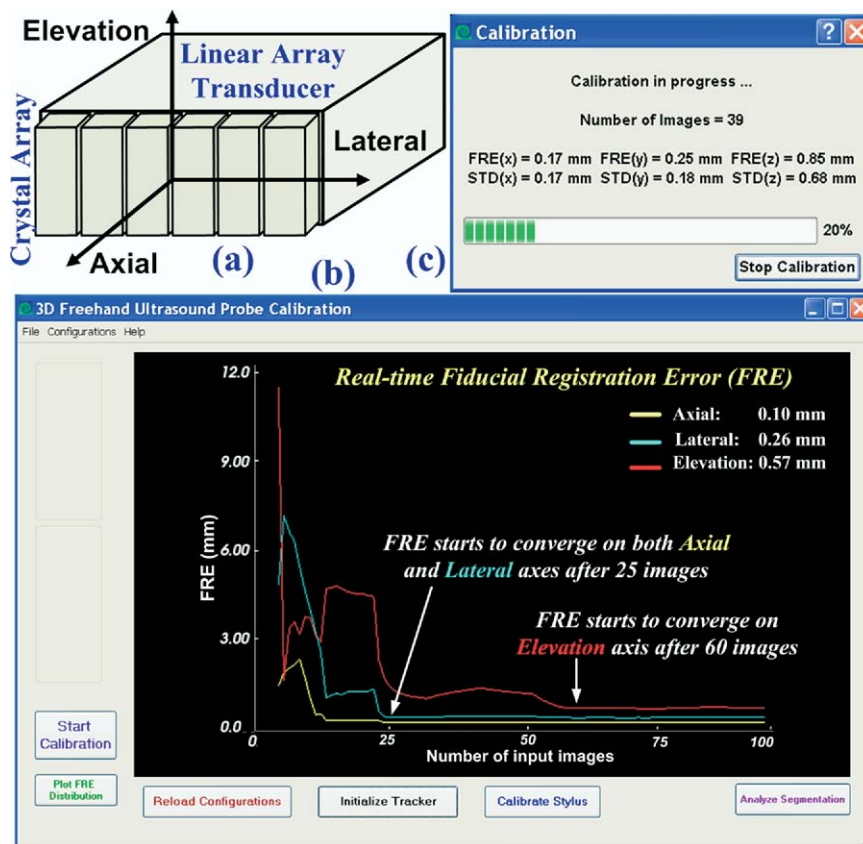 Elevation
Linear Array
Transducer
Crystal Array
Lateral
Axial
(a)
(b)
(c)
Calibration
Calibration in progress ...
Number of Images = 39
FRE(x) = 0.17 mm FRE(y) = 0.25 mm FRE(z) = 0.85 mm
STD(x) = 0.17 mm STD(y) = 0.18 mm STD(z) = 0.68 mm
20%
Stop Calibration
3D Freehand Ultrasound Probe Calibration
File Configurations Help
Real-time Fiducial Registration Error (FRE)
Axial: 0.10 mm
Lateral: 0.26 mm
Elevation: 0.57 mm
12.0
9.00
6.00
3.00
0.0
FRE (mm)
FRE starts to converge on both Axial
and Lateral axes after 25 images
FRE starts to converge on
Elevation axis after 60 images
0. 25 50 75 100
Number of input images
Start
Calibration
Plot FRE
Distribution
Reload Configurations
Initialize Tracker
Calibrate Stylus
Analyze Segmentation